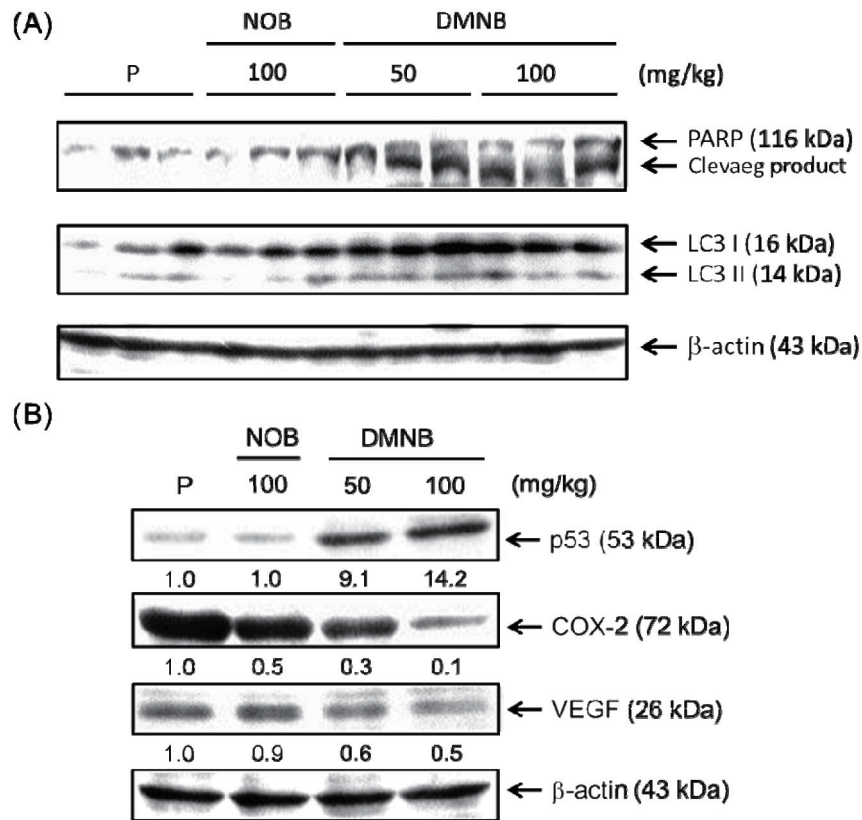 (A)
NOB DMNB
P 100 50 100 (mg/kg)
← PARP (116 kDa)
← Clevaeg product
← LC3 I (16 kDa)
← LC3 II (14 kDa)
← β-actin (43 kDa)
(B)
NOB DMNB
P 100 50 100 (mg/kg)
← p53 (53 kDa)
1.0 1.0 9.1 14.2
← COX-2 (72 kDa)
1.0 0.5 0.3 0.1
← VEGF (26 kDa)
1.0 0.9 0.6 0.5
← β-actin (43 kDa)